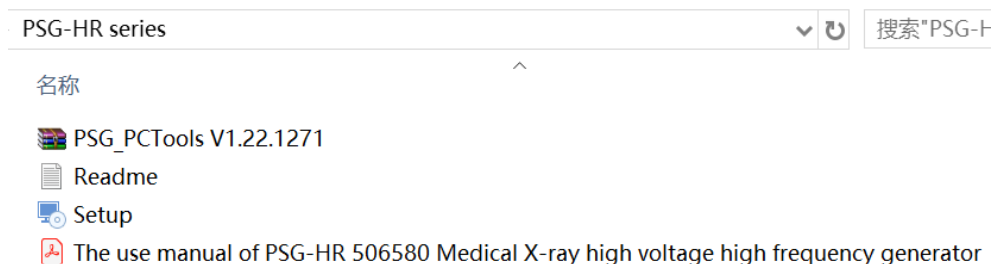 PSG-HR series
搜索"PSG-H
名称
PSG_PCTools V1.22.1271
Readme
Setup
The use manual of PSG-HR 506580 Medical X-ray high voltage high frequency generator